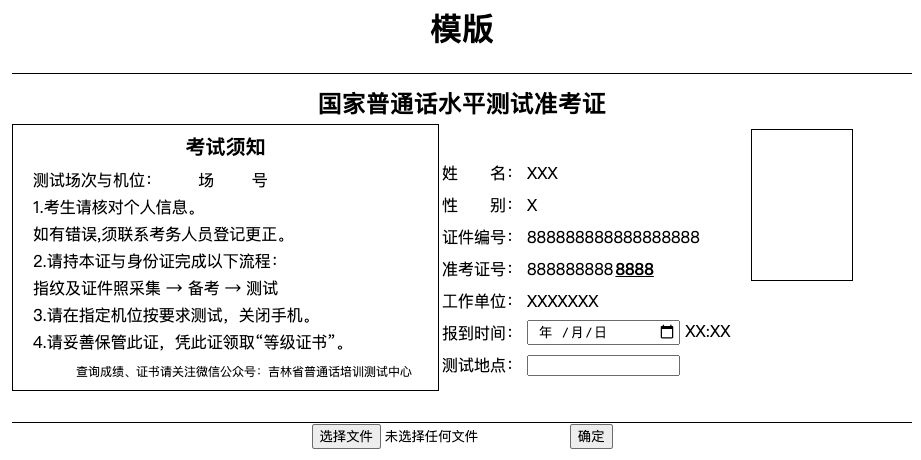 模版
国家普通话水平测试准考证
考试须知
测试场次与机位： 场 号
1.考生请核对个人信息。
如有错误,须联系考务人员登记更正。
2.请持本证与身份证完成以下流程：
指纹及证件照采集 → 备考 → 测试
3.请在指定机位按要求测试，关闭手机。
4.请妥善保管此证，凭此证领取“等级证书”。
查询成绩、证书请关注微信公众号：吉林省普通话培训测试中心
姓 名： XXX
性 别： X
证件编号： 888888888888888888
准考证号： 8888888888888
工作单位： XXXXXXX
报到时间： 年 /月/日 XX:XX
测试地点：
选择文件 未选择任何文件 确定